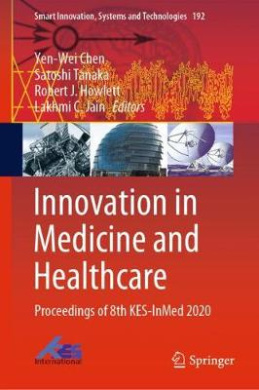 Smart Innovation, Systems and Technologies 192
Yen-Wei Chen
Satoshi Tanaka
Robert J. Howlett
Lakhmi C. Jain Editors
Innovation in
Medicine and
Healthcare
Proceedings of 8th KES-InMed 2020
KES
International
Springer